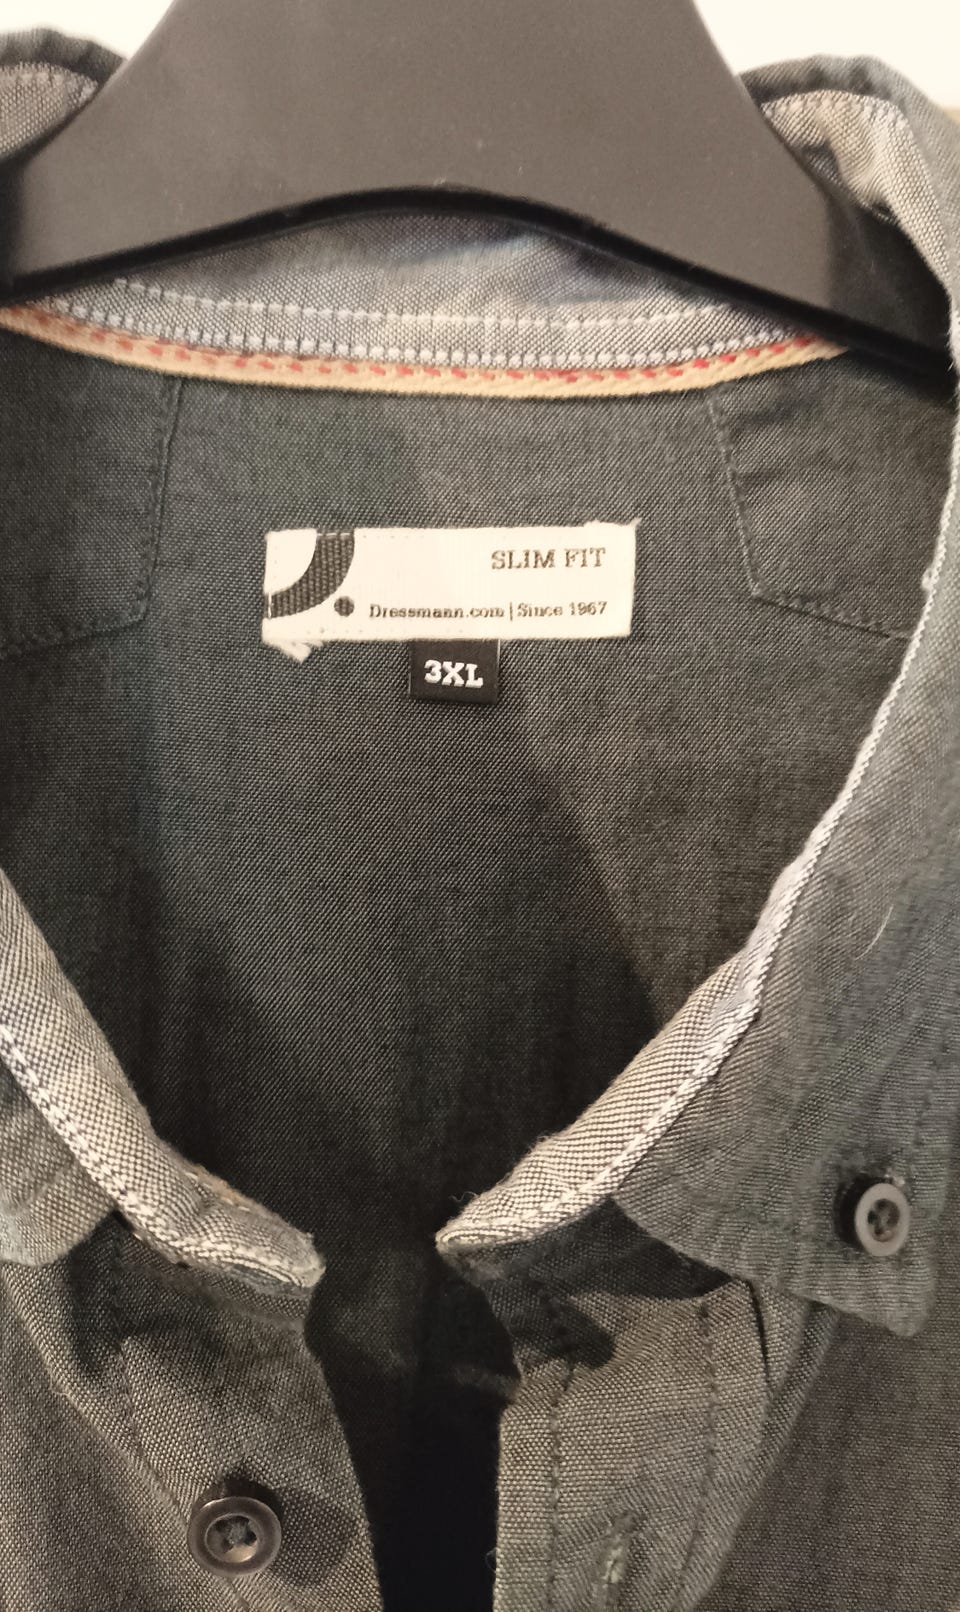 SLIM FIT
Dressmann.com | Since 1967
3XL